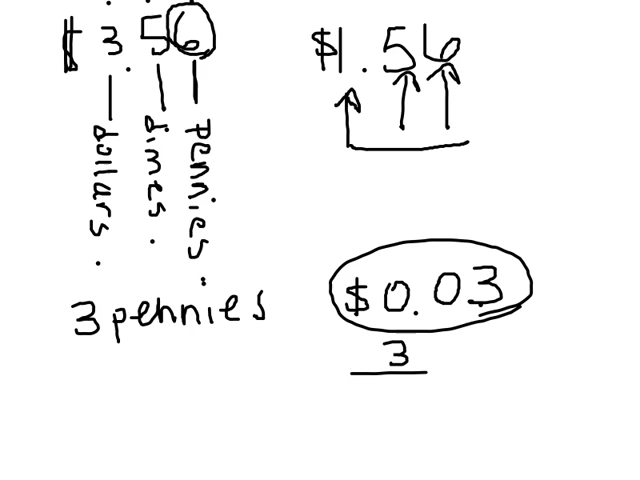 $3.56
$1.56
dollars.
dimes.
pennies.
3 pennies
$0.03
3